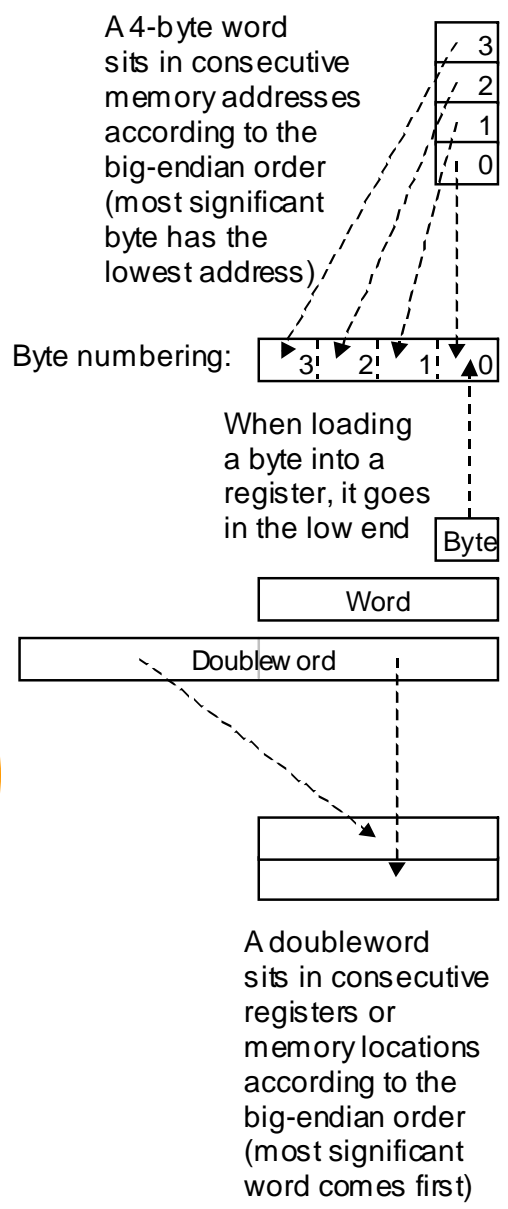 A 4-byte word
sits in consecutive
memory addresses
according to the
big-endian order
(most significant
byte has the
lowest address)
3
2
1
0
Byte numbering:
3 2 1 0
When loading
a byte into a
register, it goes
in the low end
Byte
Word
Doubleword
A doubleword
sits in consecutive
registers or
memory locations
according to the
big-endian order
(most significant
word comes first)